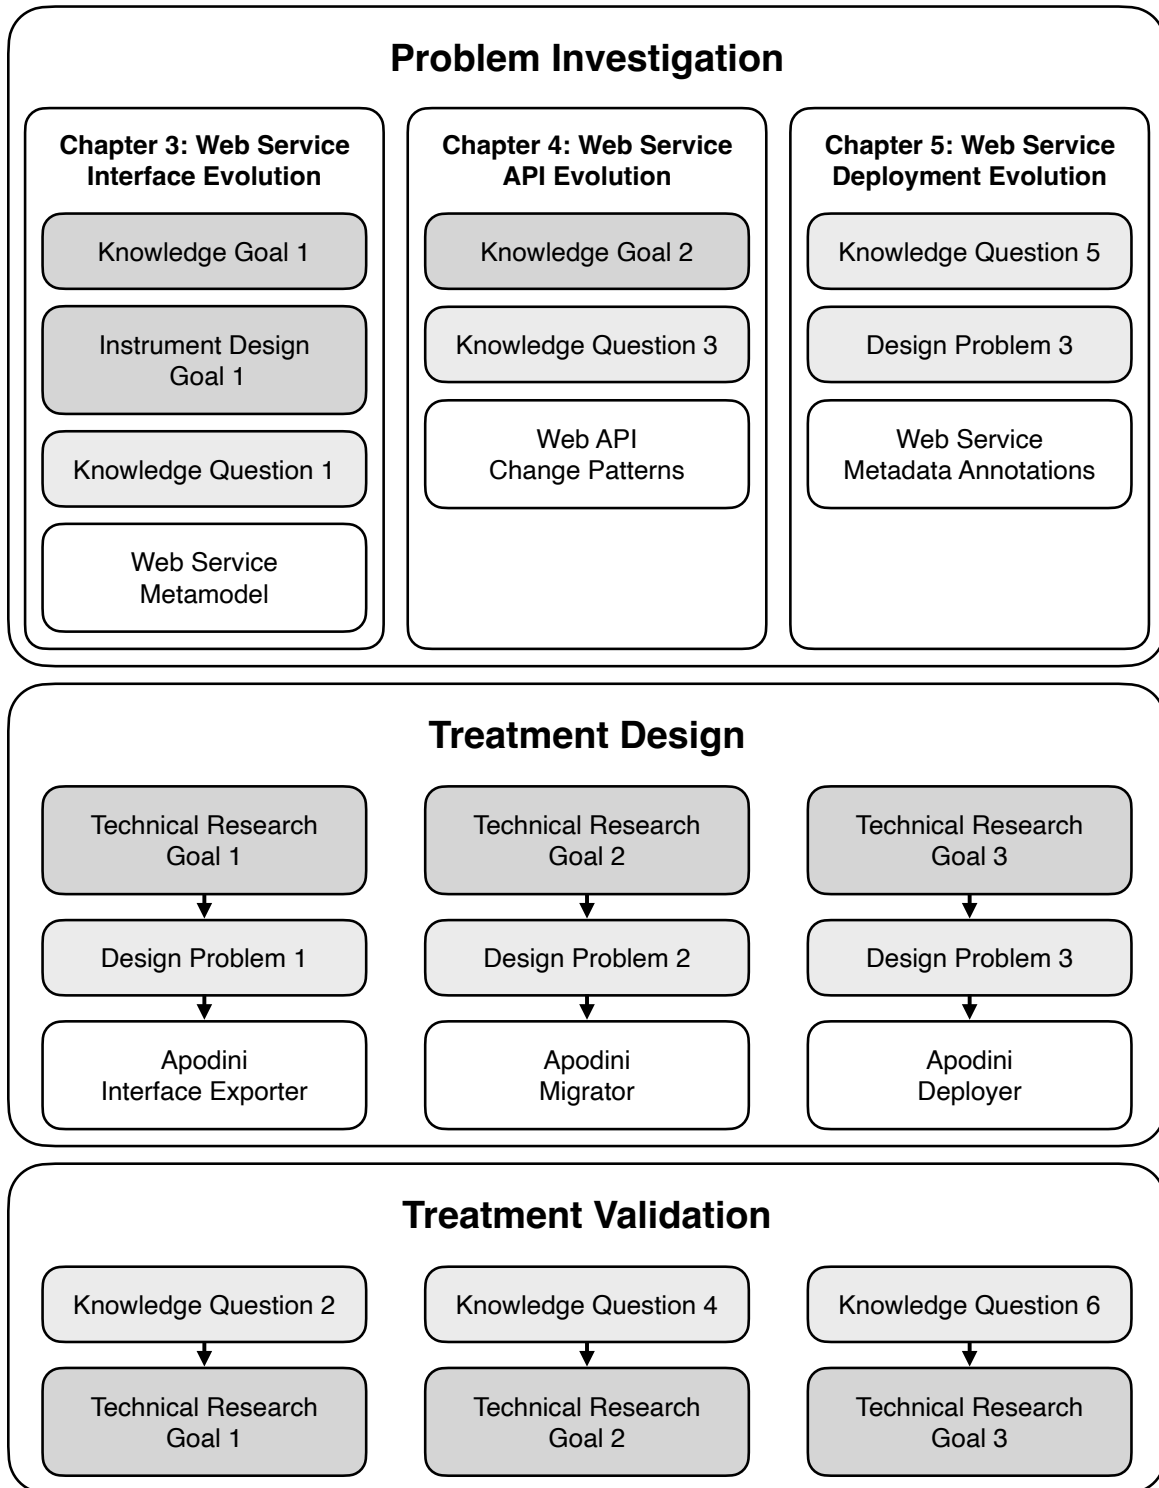 Problem Investigation
Chapter 3: Web Service
Interface Evolution
Knowledge Goal 1
Instrument Design
Goal 1
Knowledge Question 1
Web Service
Metamodel
Chapter 4: Web Service
API Evolution
Knowledge Goal 2
Knowledge Question 3
Web API
Change Patterns
Chapter 5: Web Service
Deployment Evolution
Knowledge Question 5
Design Problem 3
Web Service
Metadata Annotations
Treatment Design
Technical Research
Goal 1
Design Problem 1
Apodini
Interface Exporter
Technical Research
Goal 2
Design Problem 2
Apodini
Migrator
Technical Research
Goal 3
Design Problem 3
Apodini
Deployer
Treatment Validation
Knowledge Question 2
Technical Research
Goal 1
Knowledge Question 4
Technical Research
Goal 2
Knowledge Question 6
Technical Research
Goal 3